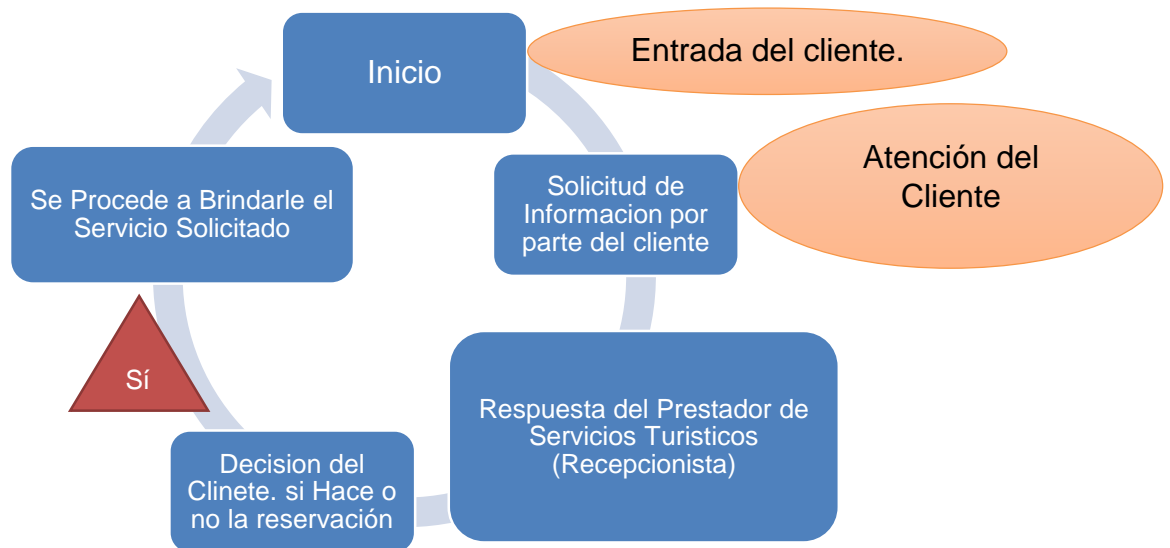 Inicio
Entrada del cliente.
Solicitud de
Informacion por
parte del cliente
Atención del
Cliente
Respuesta del Prestador de
Servicios Turisticos
(Recepcionista)
Decision del
Clinete. si Hace o
no la reservación
Sí
Se Procede a Brindarle el
Servicio Solicitado